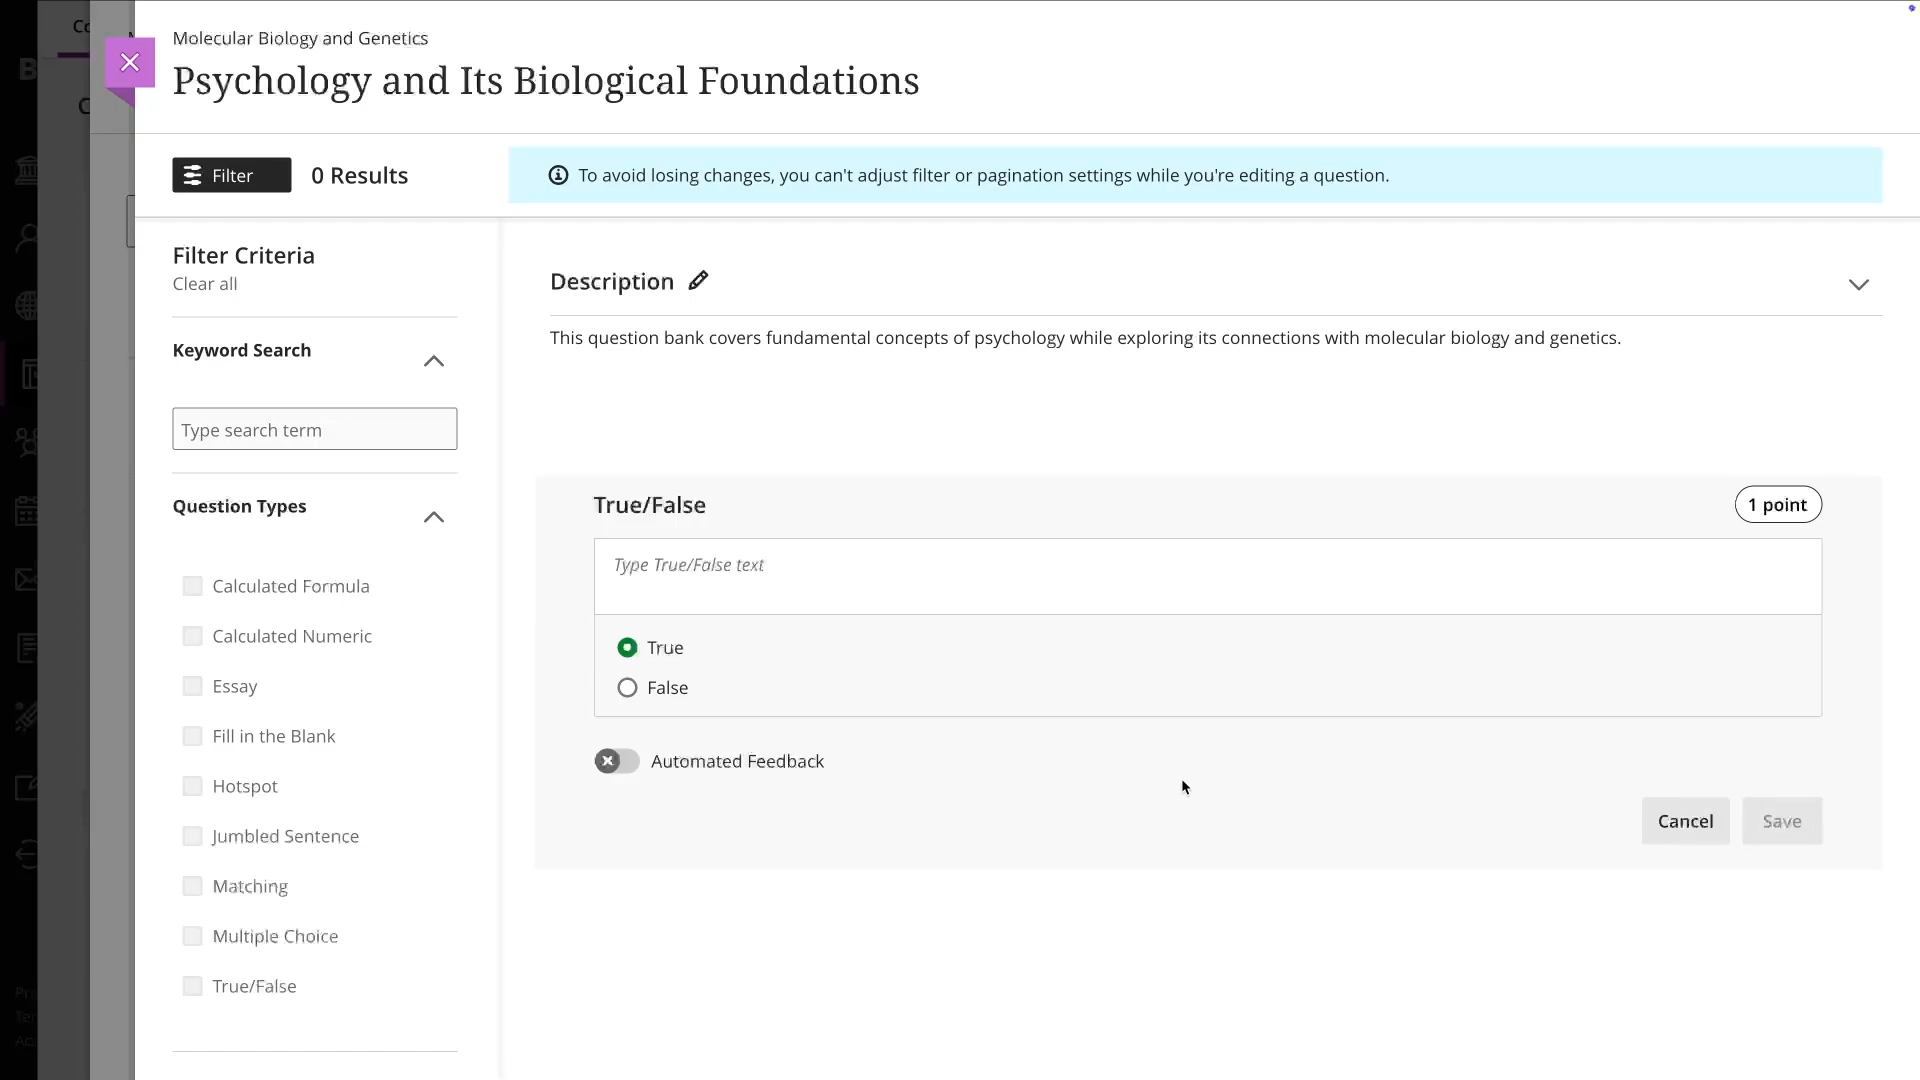 Molecular Biology and Genetics
Psychology and Its Biological Foundations
Filter
0 Results
To avoid losing changes, you can't adjust filter or pagination settings while you're editing a question.
Filter Criteria
Clear all
Keyword Search
Type search term
Question Types
Calculated Formula
Calculated Numeric
Essay
Fill in the Blank
Hotspot
Jumbled Sentence
Matching
Multiple Choice
True/False
Description
This question bank covers fundamental concepts of psychology while exploring its connections with molecular biology and genetics.
True/False
1 point
Type True/False text
True
False
Automated Feedback
Cancel
Save